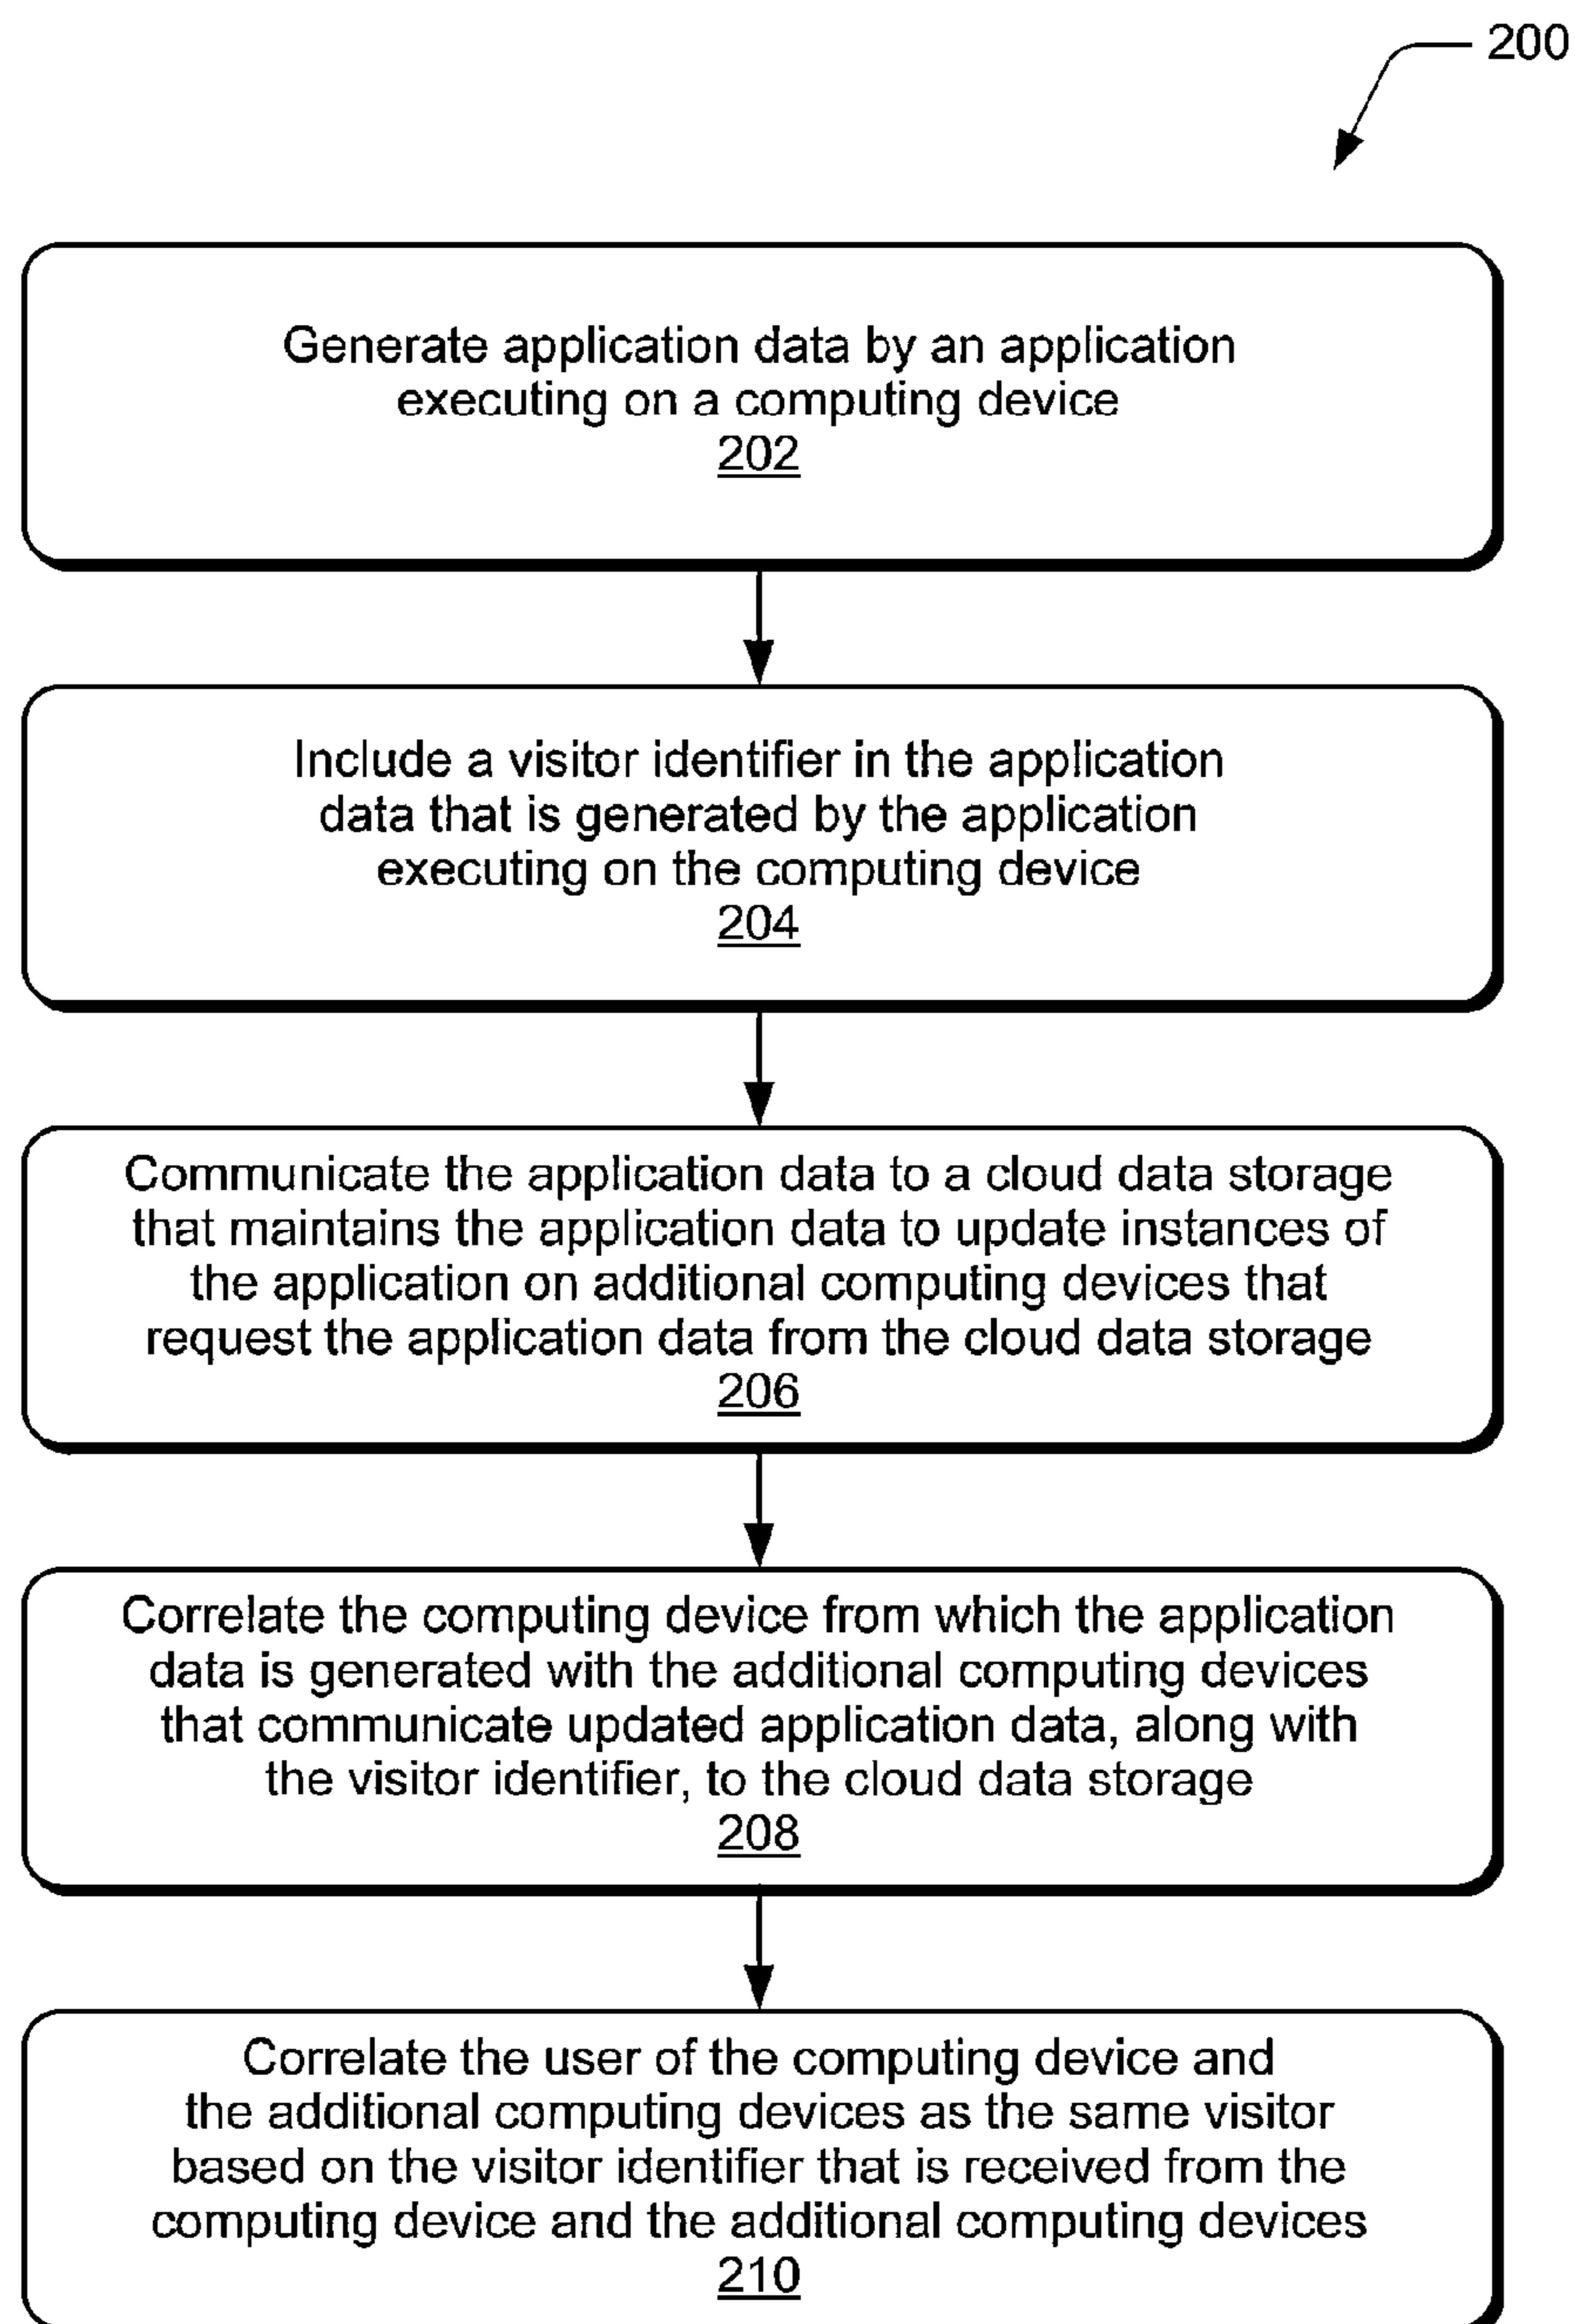 200
Generate application data by an application
executing on a computing device
202
Include a visitor identifier in the application
data that is generated by the application
executing on the computing device
204
Communicate the application data to a cloud data storage
that maintains the application data to update instances of
the application on additional computing devices that
request the application data from the cloud data storage
206
Correlate the computing device from which the application
data is generated with the additional computing devices
that communicate updated application data, along with
the visitor identifier, to the cloud data storage
208
Correlate the user of the computing device and
the additional computing devices as the same visitor
based on the visitor identifier that is received from the
computing device and the additional computing devices
210